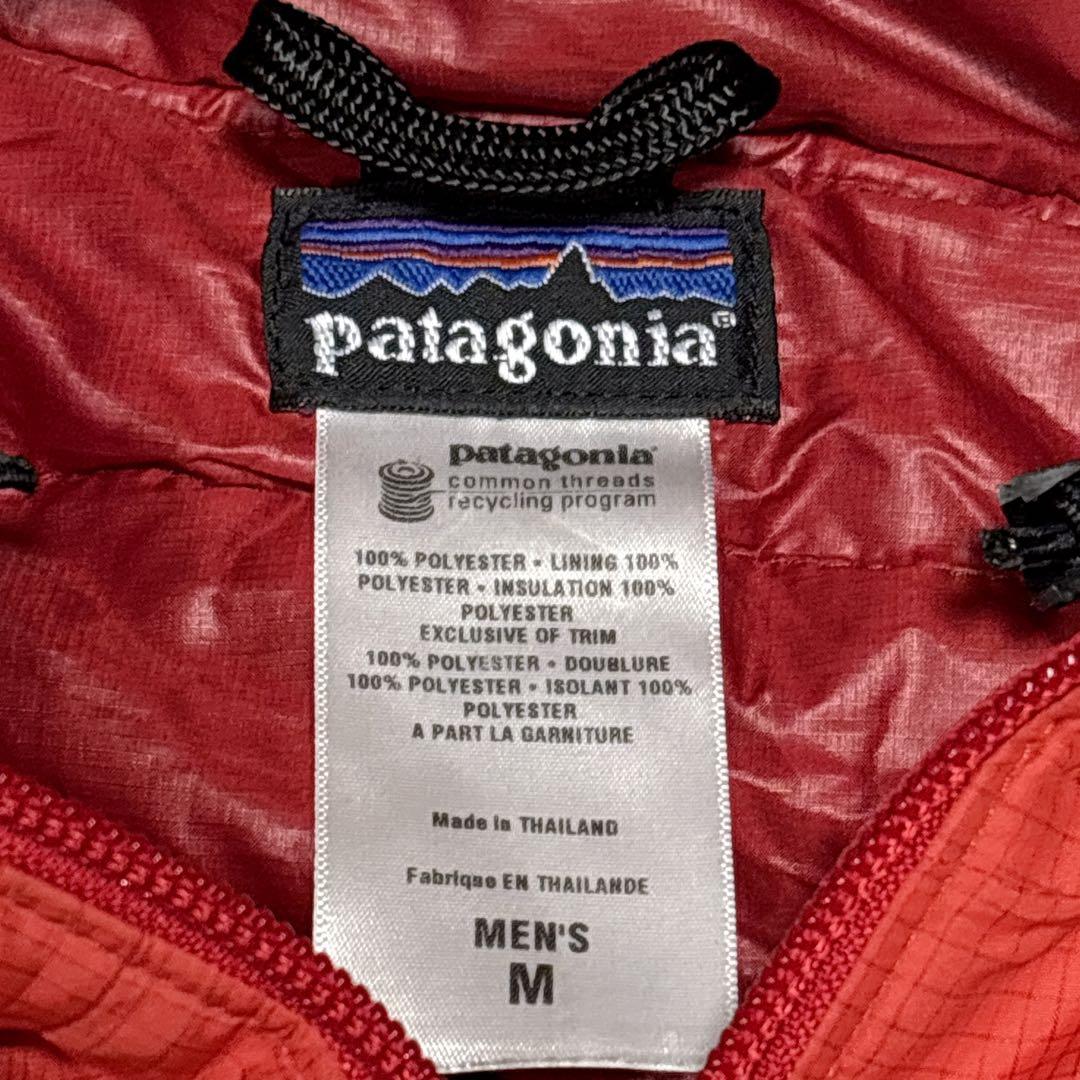 patagonia®
patagonia®
common threads
recycling program
100% POLYESTER • LINING 100%
POLYESTER • INSULATION 100%
POLYESTER
EXCLUSIVE OF TRIM
100% POLYESTER • DOUBLURE
100% POLYESTER • ISOLANT 100%
POLYESTER
A PART LA GARNITURE
Made in THAILAND
Fabrique EN THAILANDE
MEN'S
M